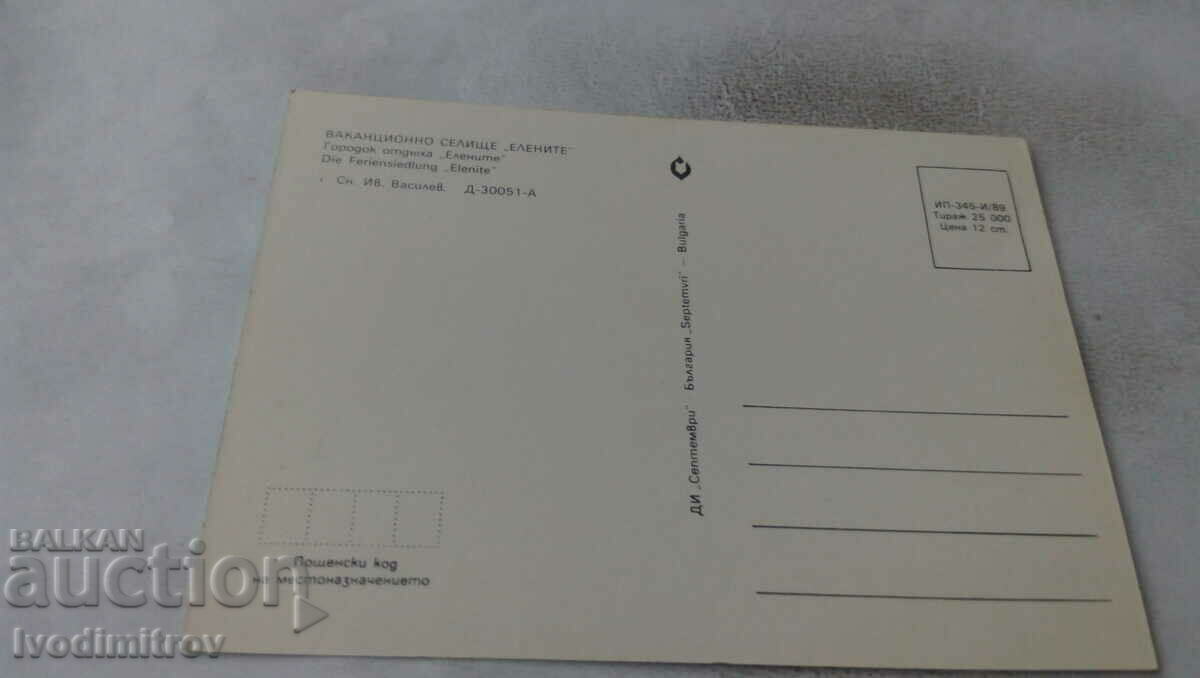 ВАКАНЦИОННО СЕЛИЩЕ „ЕЛЕНИТЕ"
Городок отдыха „Елените"
Die Feriensiedlung „Elenite"
Сн. Ив. Василев. Д-30051-А
ИП-345-И/89
Тираж 25 000
Цена 12 ст.
ДИ „Септември" България „Septemvri" — Bulgaria
Пощенски код
на местоназначението
BALKAN
auction
Ivodimitrov